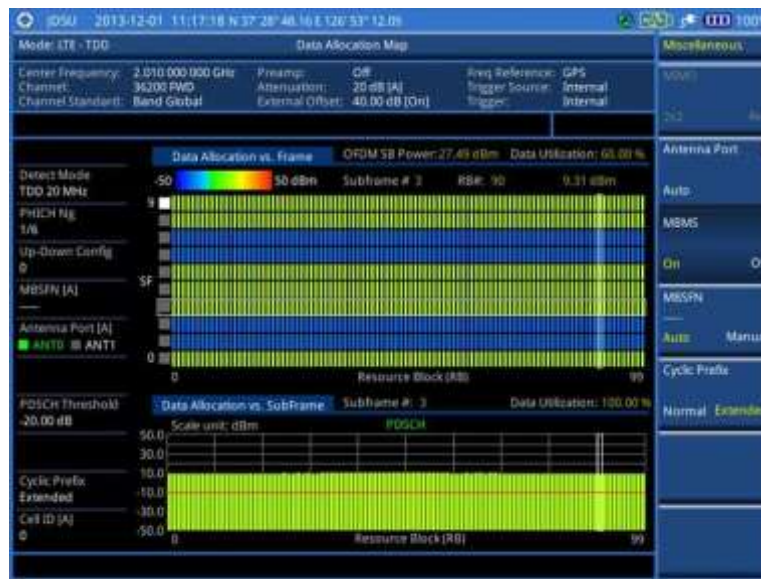 JDSU 2013-12-01 11:17:18 N 37° 28' 48.16 E 126° 53' 12.09 100%
Mode: LTE - TDD Data Allocation Map Miscellaneous
Center Frequency: 2.010 000 000 GHz Preamp: Off Freq Reference: GPS
Channel: 36200 FWD Attenuation: 20 dB [A] Trigger Source: Internal
Channel Standard: Band Global External Offset: 40.00 dB [On] Trigger: Internal
MIMO
2x2
Data Allocation vs. Frame OFDM SB Power: 27.49 dBm Data Utilization: 60.00 %
Antenna Port
Auto
Detect Mode
TDD 20 MHz
-50 50 dBm Subframe # 3 RB#: 90 9.31 dBm
PHICH Ng
1/6
9
MBMS
On
Up-Down Config
0
SF
MBSFN [A]
----
MBSFN
----
Auto Manu
Antenna Port [A]
ANT0 ANT1
0
0 Resource Block (RB) 99
Cyclic Prefix
Normal Extende
PDSCH Threshold
-20.00 dB
Data Allocation vs. SubFrame Subframe #: 3 Data Utilization: 100.00 %
Scale unit: dBm PDSCH
50.0
30.0
10.0
-10.0
-30.0
-50.0
Cyclic Prefix
Extended
Cell ID [A]
0
0 Resource Block (RB) 99